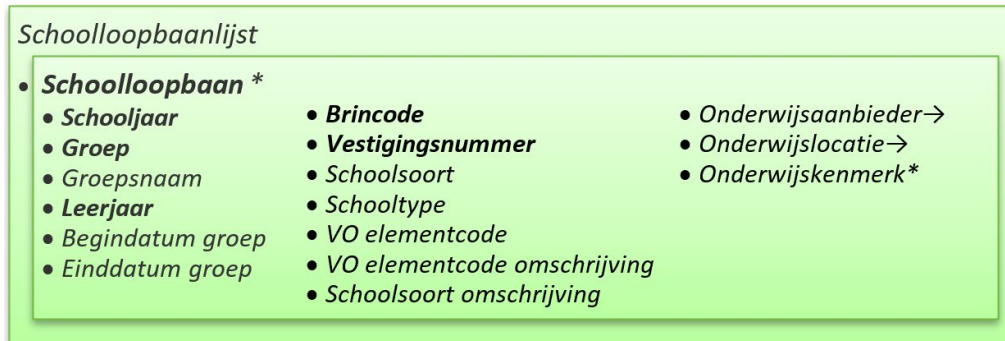 Schoolloopbaanlijst
• Schoolloopbaan *
• Schooljaar
• Groep
• Groepsnaam
• Leerjaar
• Begindatum groep
• Einddatum groep
• Brincode
• Vestigingsnummer
• Schoolsoort
• Schooltype
• VO elementcode
• VO elementcode omschrijving
• Schoolsoort omschrijving
• Onderwijsaanbieder→
• Onderwijslocatie→
• Onderwijskenmerk*